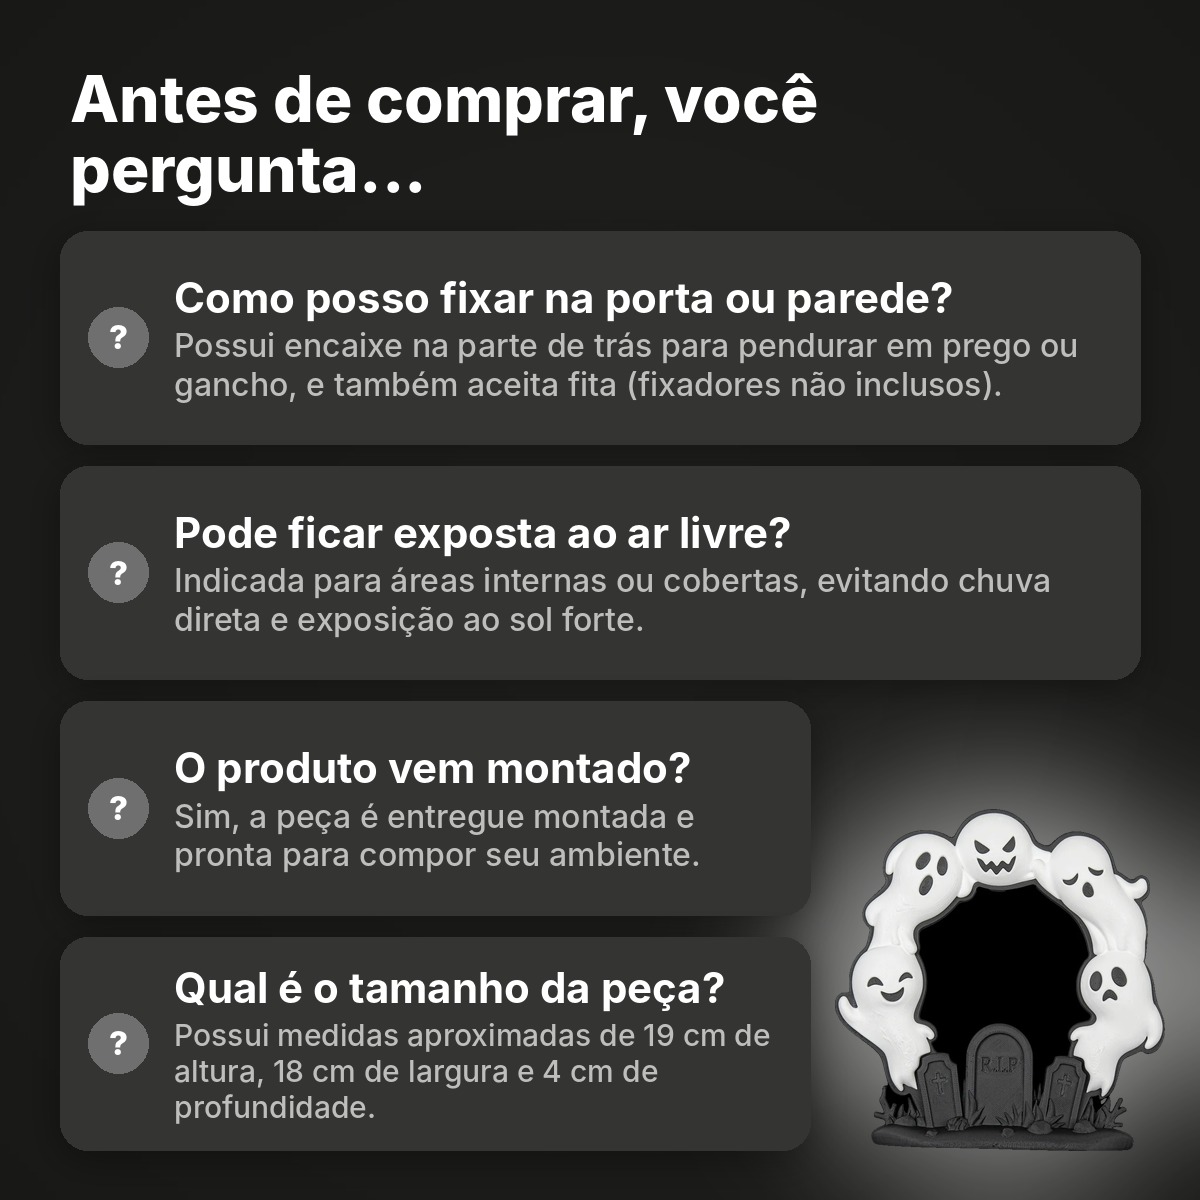 Antes de comprar, você
pergunta...
?
Como posso fixar na porta ou parede?
Possui encaixe na parte de trás para pendurar em prego ou
gancho, e também aceita fita (fixadores não inclusos).
?
Pode ficar exposta ao ar livre?
Indicada para áreas internas ou cobertas, evitando chuva
direta e exposição ao sol forte.
?
O produto vem montado?
Sim, a peça é entregue montada e
pronta para compor seu ambiente.
?
Qual é o tamanho da peça?
Possui medidas aproximadas de 19 cm de
altura, 18 cm de largura e 4 cm de
profundidade.
R.I.P